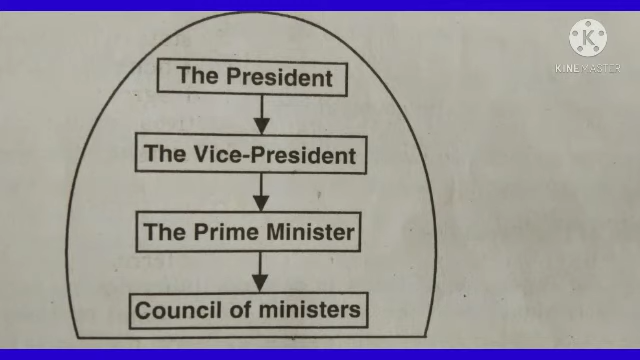 K
KINEMASTER
The President
The Vice-President
The Prime Minister
Council of ministers